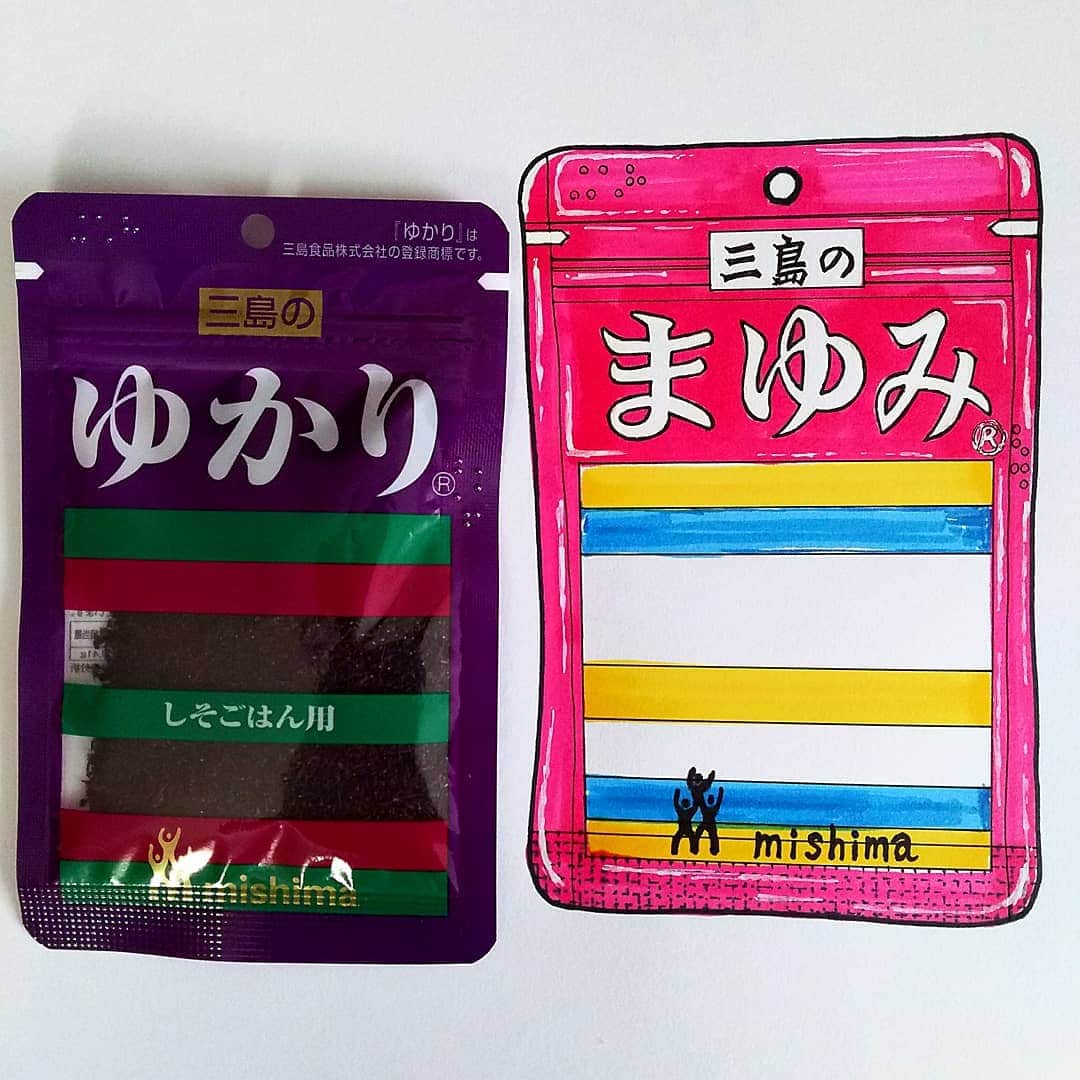 『ゆかり』は
三島食品株式会社の登録商標です。
三島の
ゆかり®
しそごはん用
mishima
三島の
まゆみ®
mishima